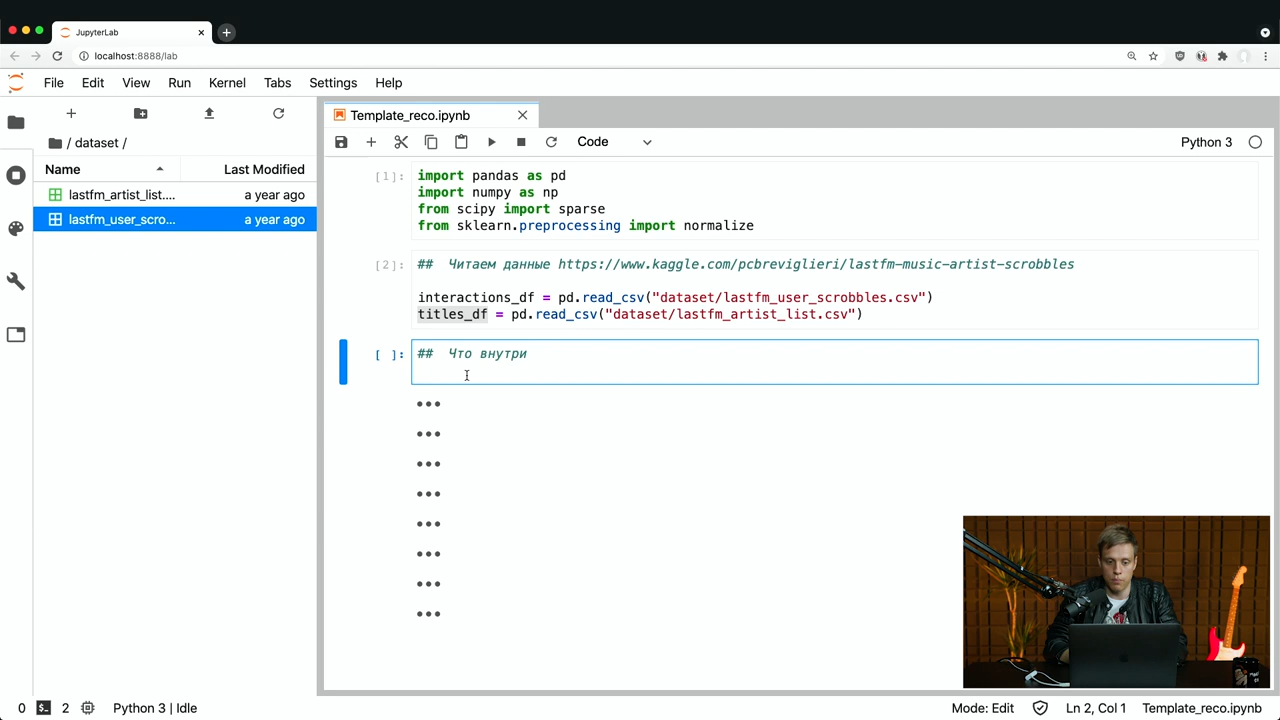 JupyterLab
localhost:8888/lab
File Edit View Run Kernel Tabs Settings Help
/ dataset /
Name Last Modified
lastfm_artist_list.... a year ago
lastfm_user_scro... a year ago
Template_reco.ipynb
Code
Python 3
[1]:
import pandas as pd
import numpy as np
from scipy import sparse
from sklearn.preprocessing import normalize
[2]:
## Читаем данные https://www.kaggle.com/pcbreviglieri/lastfm-music-artist-scrobbles
interactions_df = pd.read_csv("dataset/lastfm_user_scrobbles.csv")
titles_df = pd.read_csv("dataset/lastfm_artist_list.csv")
[ ]:
## Что внутри
0 2 Python 3 | Idle
Mode: Edit Ln 2, Col 1 Template_reco.ipynb